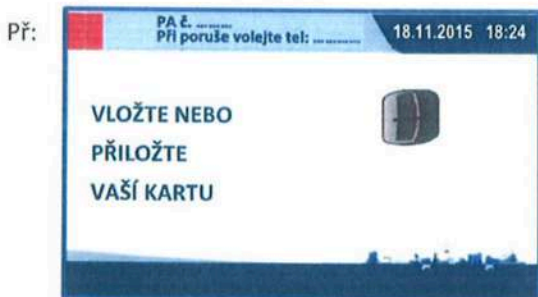 Př:
PA č. ........
Při poruše volejte tel: ............
18.11.2015 18:24
VLOŽTE NEBO
PŘILOŽTE
VAŠÍ KARTU